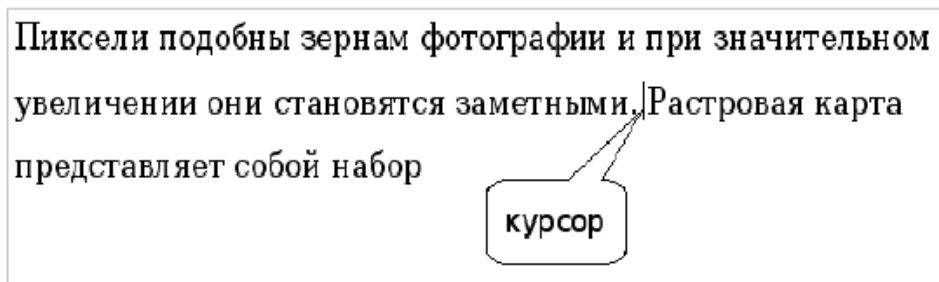 Пиксели подобны зернам фотографии и при значительном
увеличении они становятся заметными. Растровая карта
представляет собой набор
курсор